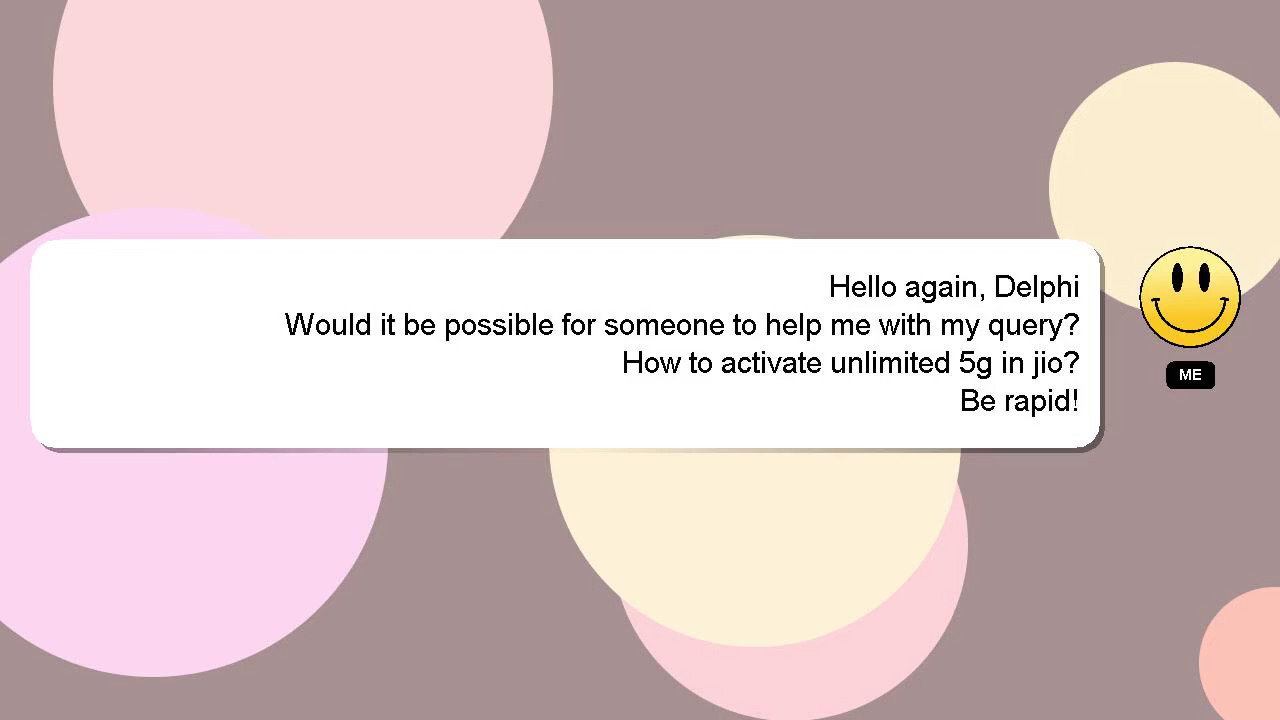 Hello again, Delphi
Would it be possible for someone to help me with my query?
How to activate unlimited 5g in jio?
Be rapid!
ME